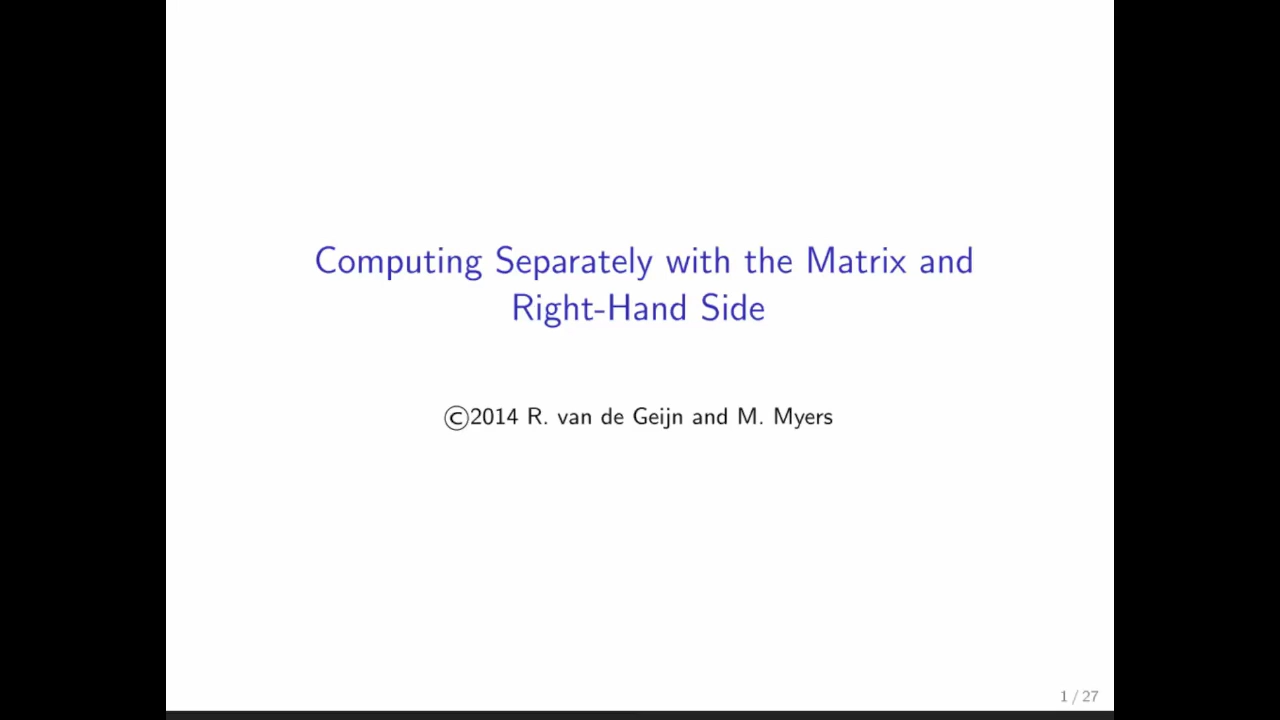 Computing Separately with the Matrix and
Right-Hand Side
©2014 R. van de Geijn and M. Myers
1 / 27